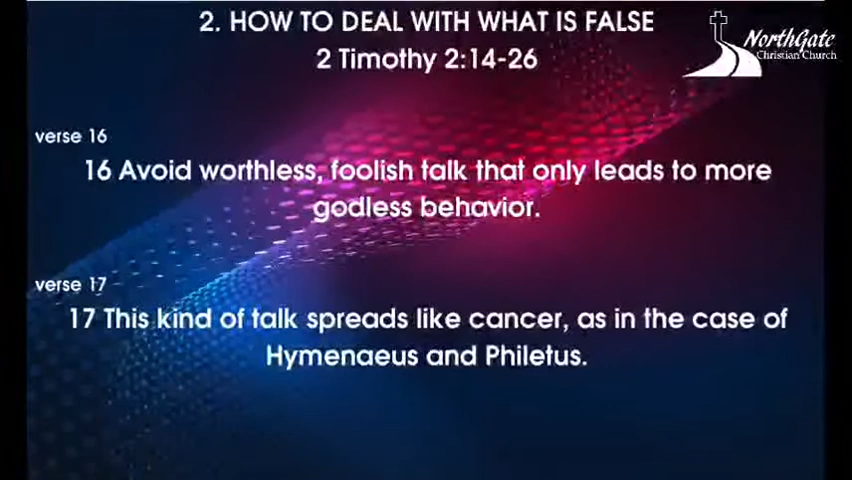 2. HOW TO DEAL WITH WHAT IS FALSE
2 Timothy 2:14-26
NorthGate
Christian Church
verse 16
16 Avoid worthless, foolish talk that only leads to more
godless behavior.
verse 17
17 This kind of talk spreads like cancer, as in the case of
Hymenaeus and Philetus.